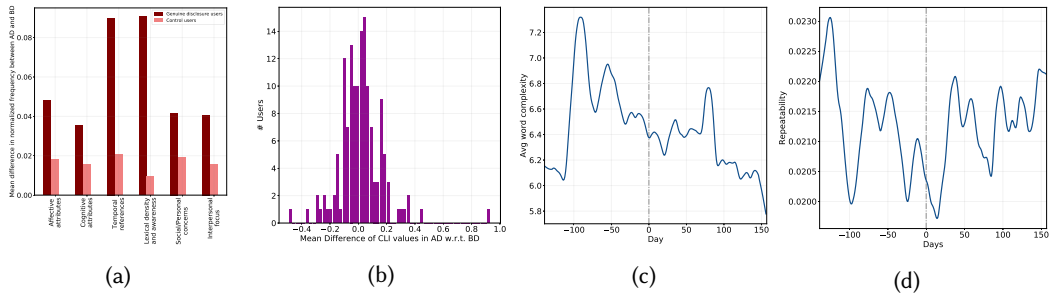 Mean difference in normalized frequency between AD and BD
0.08
0.06
0.04
0.02
0.00
Genuine disclosure users
Control users
Affective
attributes
Cognitive
attributes
Temporal
references
Lexical density
and awareness
Social/Personal
concerns
Interpersonal
focus
(a)
# Users
14
12
10
8
6
4
2
0
−0.4
−0.2
0.0
0.2
0.4
0.6
0.8
1.0
Mean Difference of CLI values in AD w.r.t. BD
(b)
Avg word complexity
7.2
7.0
6.8
6.6
6.4
6.2
6.0
5.8
−100
−50
0
50
100
150
Day
(c)
Repeatability
0.0230
0.0225
0.0220
0.0215
0.0210
0.0205
0.0200
−100
−50
0
50
100
150
Days
(d)